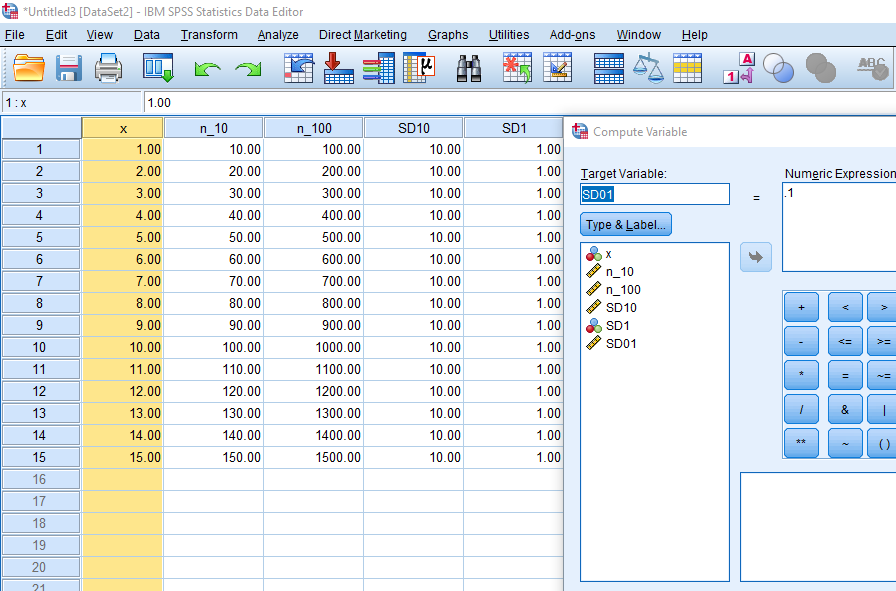 *Untitled3 [DataSet2] - IBM SPSS Statistics Data Editor
File Edit View Data Transform Analyze Direct Marketing Graphs Utilities Add-ons Window Help
1 A
ABC
1 : x 1.00
x n_10 n_100 SD10 SD1
1 1.00 10.00 100.00 10.00 1.00
2 2.00 20.00 200.00 10.00 1.00
3 3.00 30.00 300.00 10.00 1.00
4 4.00 40.00 400.00 10.00 1.00
5 5.00 50.00 500.00 10.00 1.00
6 6.00 60.00 600.00 10.00 1.00
7 7.00 70.00 700.00 10.00 1.00
8 8.00 80.00 800.00 10.00 1.00
9 9.00 90.00 900.00 10.00 1.00
10 10.00 100.00 1000.00 10.00 1.00
11 11.00 110.00 1100.00 10.00 1.00
12 12.00 120.00 1200.00 10.00 1.00
13 13.00 130.00 1300.00 10.00 1.00
14 14.00 140.00 1400.00 10.00 1.00
15 15.00 150.00 1500.00 10.00 1.00
16
17
18
19
20
21
Compute Variable
Target Variable:
SD01
=
Numeric Expression
.1
Type & Label...
x
n_10
n_100
SD10
SD1
SD01
+ < >
- <= >=
* = ~=
/ & |
** ~ ()